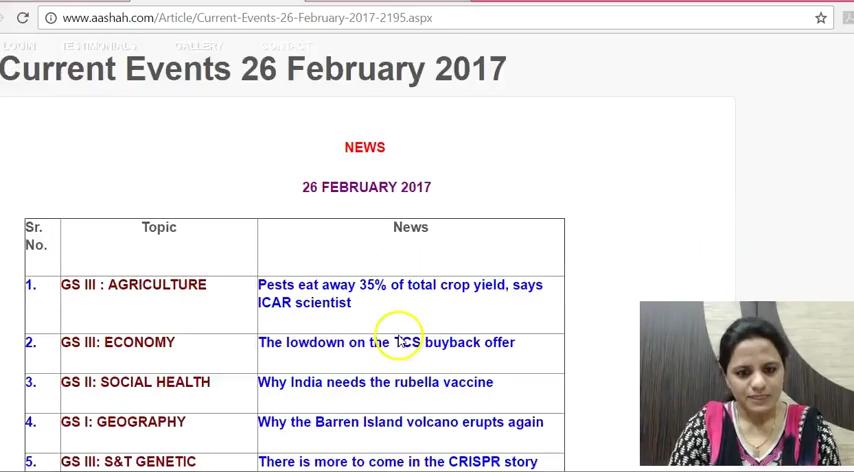 www.aashah.com/Article/Current-Events-26-February-2017-2195.aspx
LOGIN TESTIMONIALS GALLERY CONTACT
Current Events 26 February 2017
NEWS
26 FEBRUARY 2017
Sr. No. Topic News
1. GS III : AGRICULTURE Pests eat away 35% of total crop yield, says
ICAR scientist
2. GS III: ECONOMY The lowdown on the TCS buyback offer
3. GS II: SOCIAL HEALTH Why India needs the rubella vaccine
4. GS I: GEOGRAPHY Why the Barren Island volcano erupts again
5. GS III: S&T GENETIC There is more to come in the CRISPR story